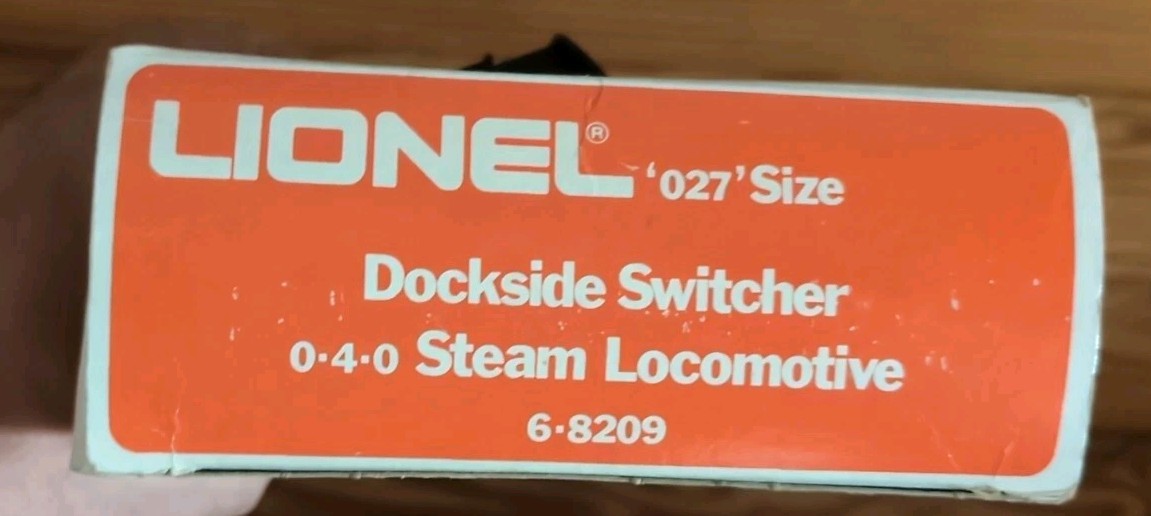 LIONEL® '027' Size
Dockside Switcher
0·4·0 Steam Locomotive
6·8209